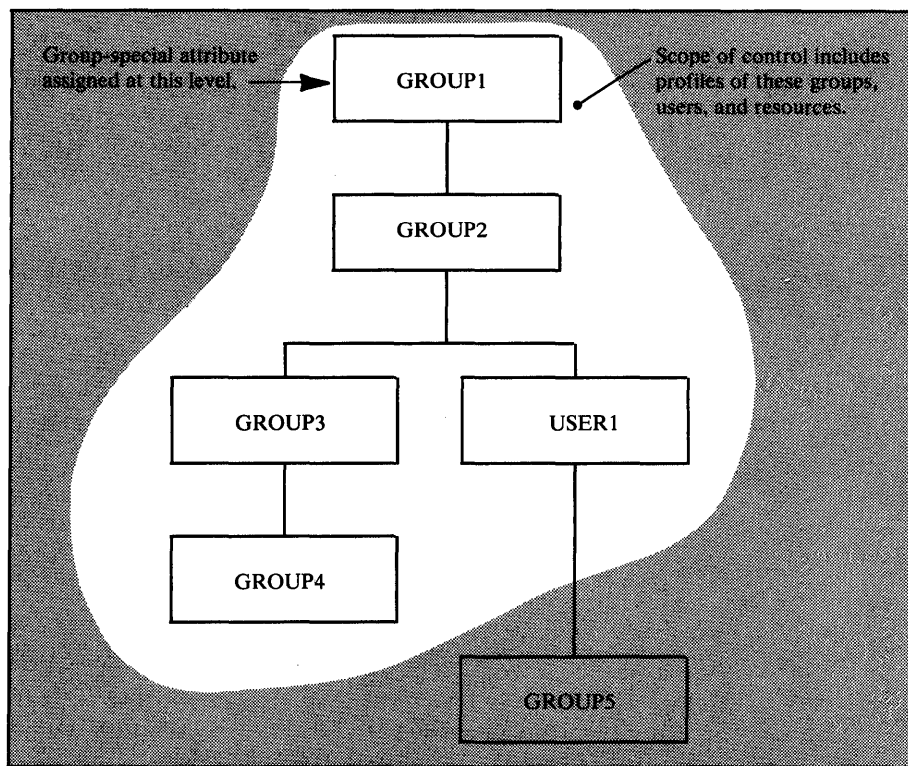 Group-special attribute
assigned at this level.
GROUP1
Scope of control includes
profiles of these groups,
users, and resources.
GROUP2
GROUP3
USER1
GROUP4
GROUP5